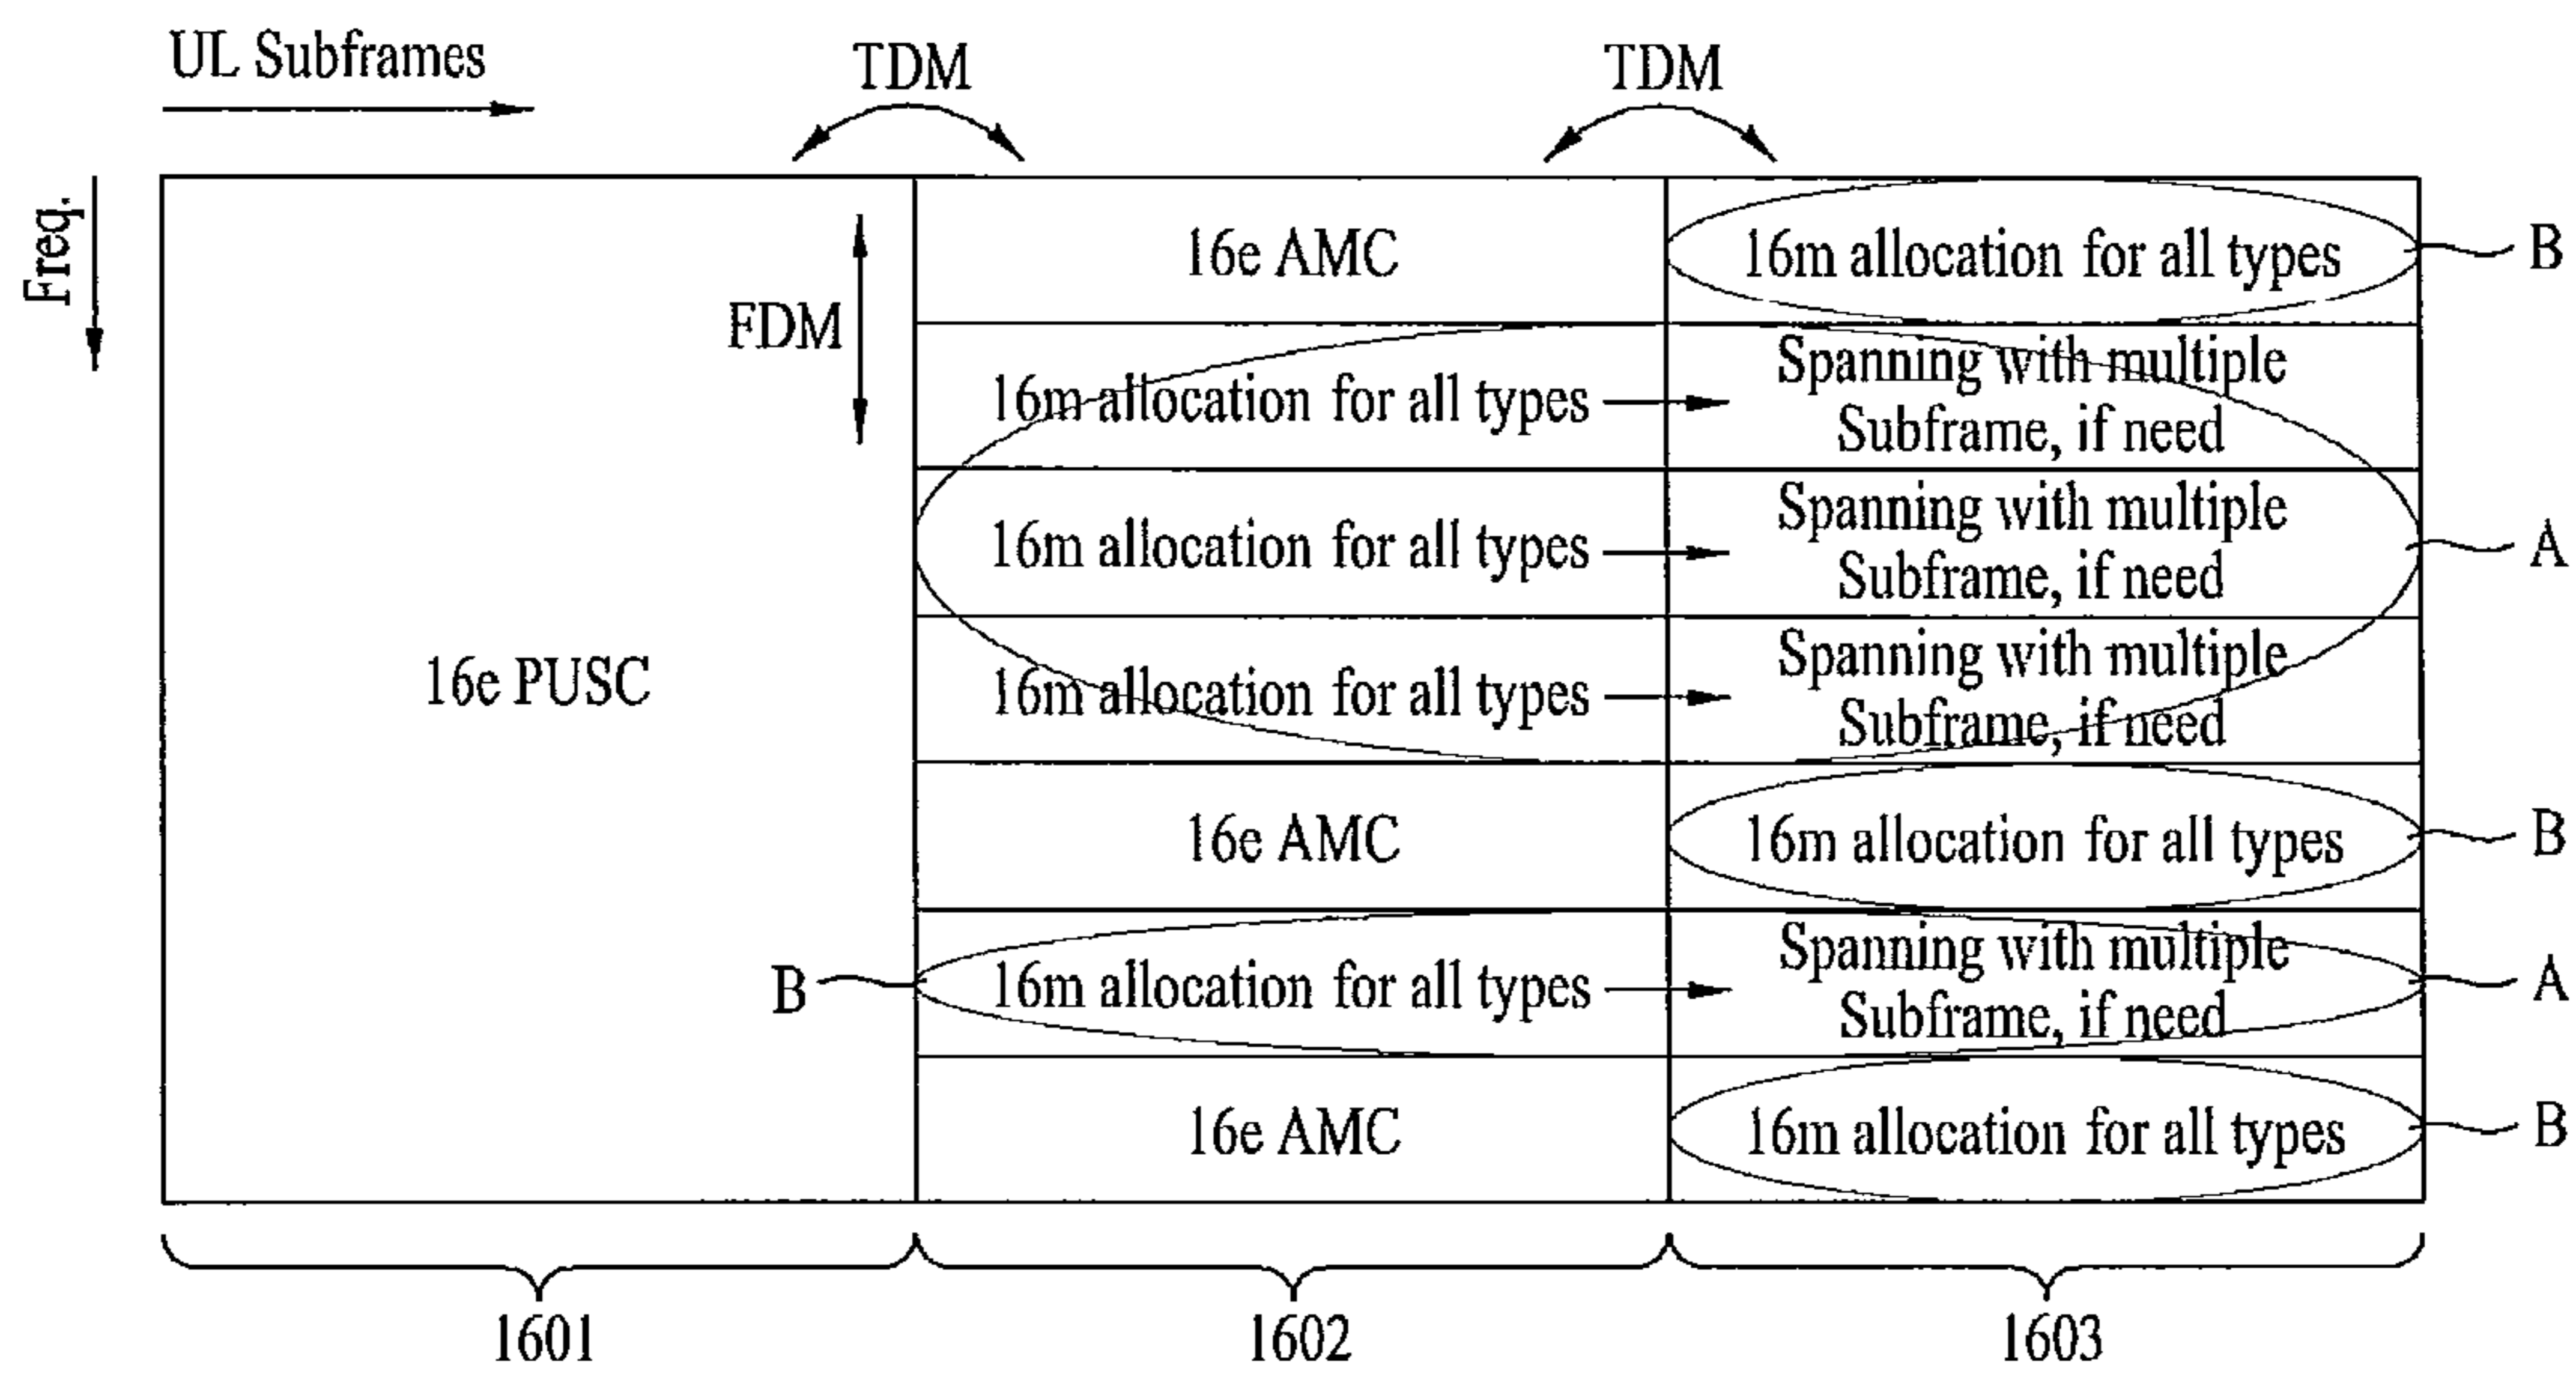 UL Subframes
TDM
TDM
Freq.
FDM
16e AMC
16m allocation for all types
B
16m allocation for all types
Spanning with multiple
Subframe, if need
16m allocation for all types
Spanning with multiple
Subframe, if need
A
16e PUSC
16m allocation for all types
Spanning with multiple
Subframe, if need
16e AMC
16m allocation for all types
B
B
16m allocation for all types
Spanning with multiple
Subframe, if need
A
16e AMC
16m allocation for all types
B
1601
1602
1603